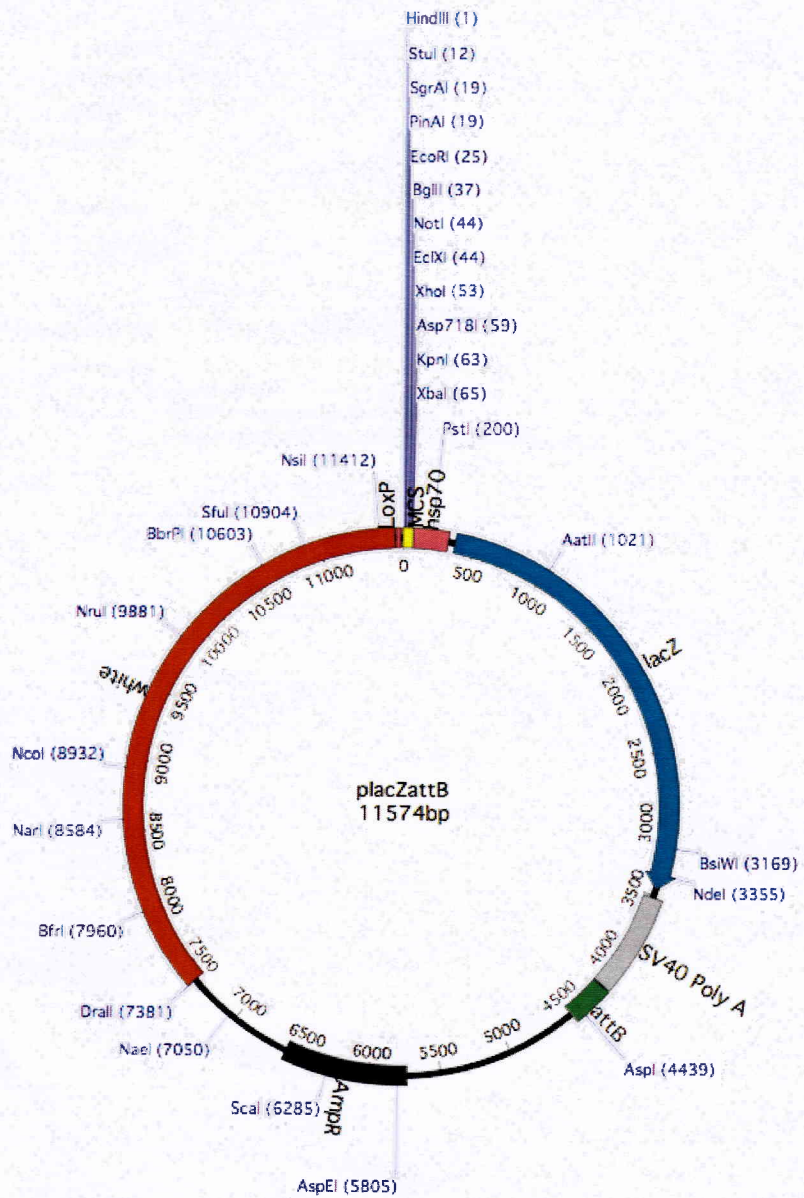 HindIII (1)
StuI (12)
SgrAI (19)
PinAI (19)
EcoRI (25)
BglII (37)
NotI (44)
EclXI (44)
XhoI (53)
Asp718I (59)
KpnI (63)
XbaI (65)
PstI (200)
NsiI (11412)
LoxP
MCS
hsp70
SfuI (10904)
BbrPI (10603)
AatII (1021)
NruI (9881)
lacZ
white
NcoI (8932)
NarI (8584)
BfrI (7960)
DraII (7381)
NaeI (7050)
ScaI (6285)
AmpR
AspEI (5805)
AspI (4439)
attB
SV40 Poly A
NdeI (3355)
BsiWI (3169)
0
500
1000
1500
2000
2500
3000
3500
4000
4500
5000
5500
6000
6500
7000
7500
8000
8500
9000
9500
10000
10500
11000
placZattB
11574bp